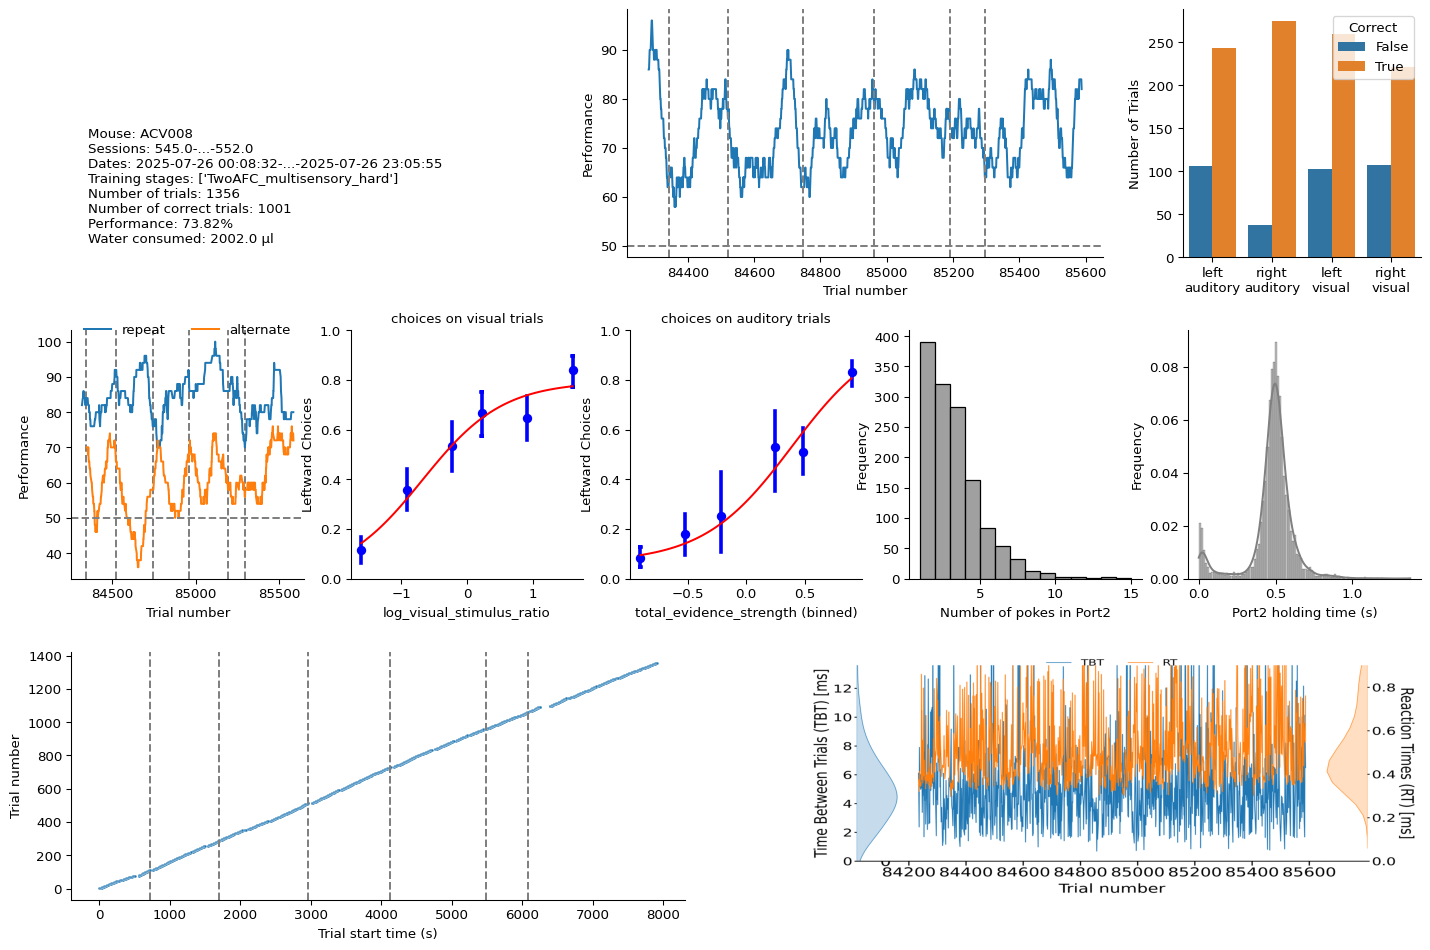 Mouse: ACV008
Sessions: 545.0-...-552.0
Dates: 2025-07-26 00:08:32-...-2025-07-26 23:05:55
Training stages: ['TwoAFC_multisensory_hard']
Number of trials: 1356
Number of correct trials: 1001
Performance: 73.82%
Water consumed: 2002.0 µl
Performance
90
80
70
60
50
84400 84600 84800 85000 85200 85400 85600
Trial number
Number of Trials
250
200
150
100
50
0
Correct
False
True
left auditory
right auditory
left visual
right visual
repeat alternate
Performance
100
90
80
70
60
50
40
84500 85000 85500
Trial number
choices on visual trials
Leftward Choices
1.0
0.8
0.6
0.4
0.2
0.0
−1 0 1
log_visual_stimulus_ratio
choices on auditory trials
Leftward Choices
1.0
0.8
0.6
0.4
0.2
0.0
−0.5 0.0 0.5
total_evidence_strength (binned)
Frequency
400
350
300
250
200
150
100
50
0
5 10 15
Number of pokes in Port2
Frequency
0.08
0.06
0.04
0.02
0.00
0.0 0.5 1.0
Port2 holding time (s)
Trial number
1400
1200
1000
800
600
400
200
0
0 1000 2000 3000 4000 5000 6000 7000 8000
Trial start time (s)
TBT RT
Time Between Trials (TBT) [ms]
12
10
8
6
4
2
0
0
84200 84400 84600 84800 85000 85200 85400 85600
Trial number
0.8
0.6
0.4
0.2
0.0
Reaction Times (RT) [ms]